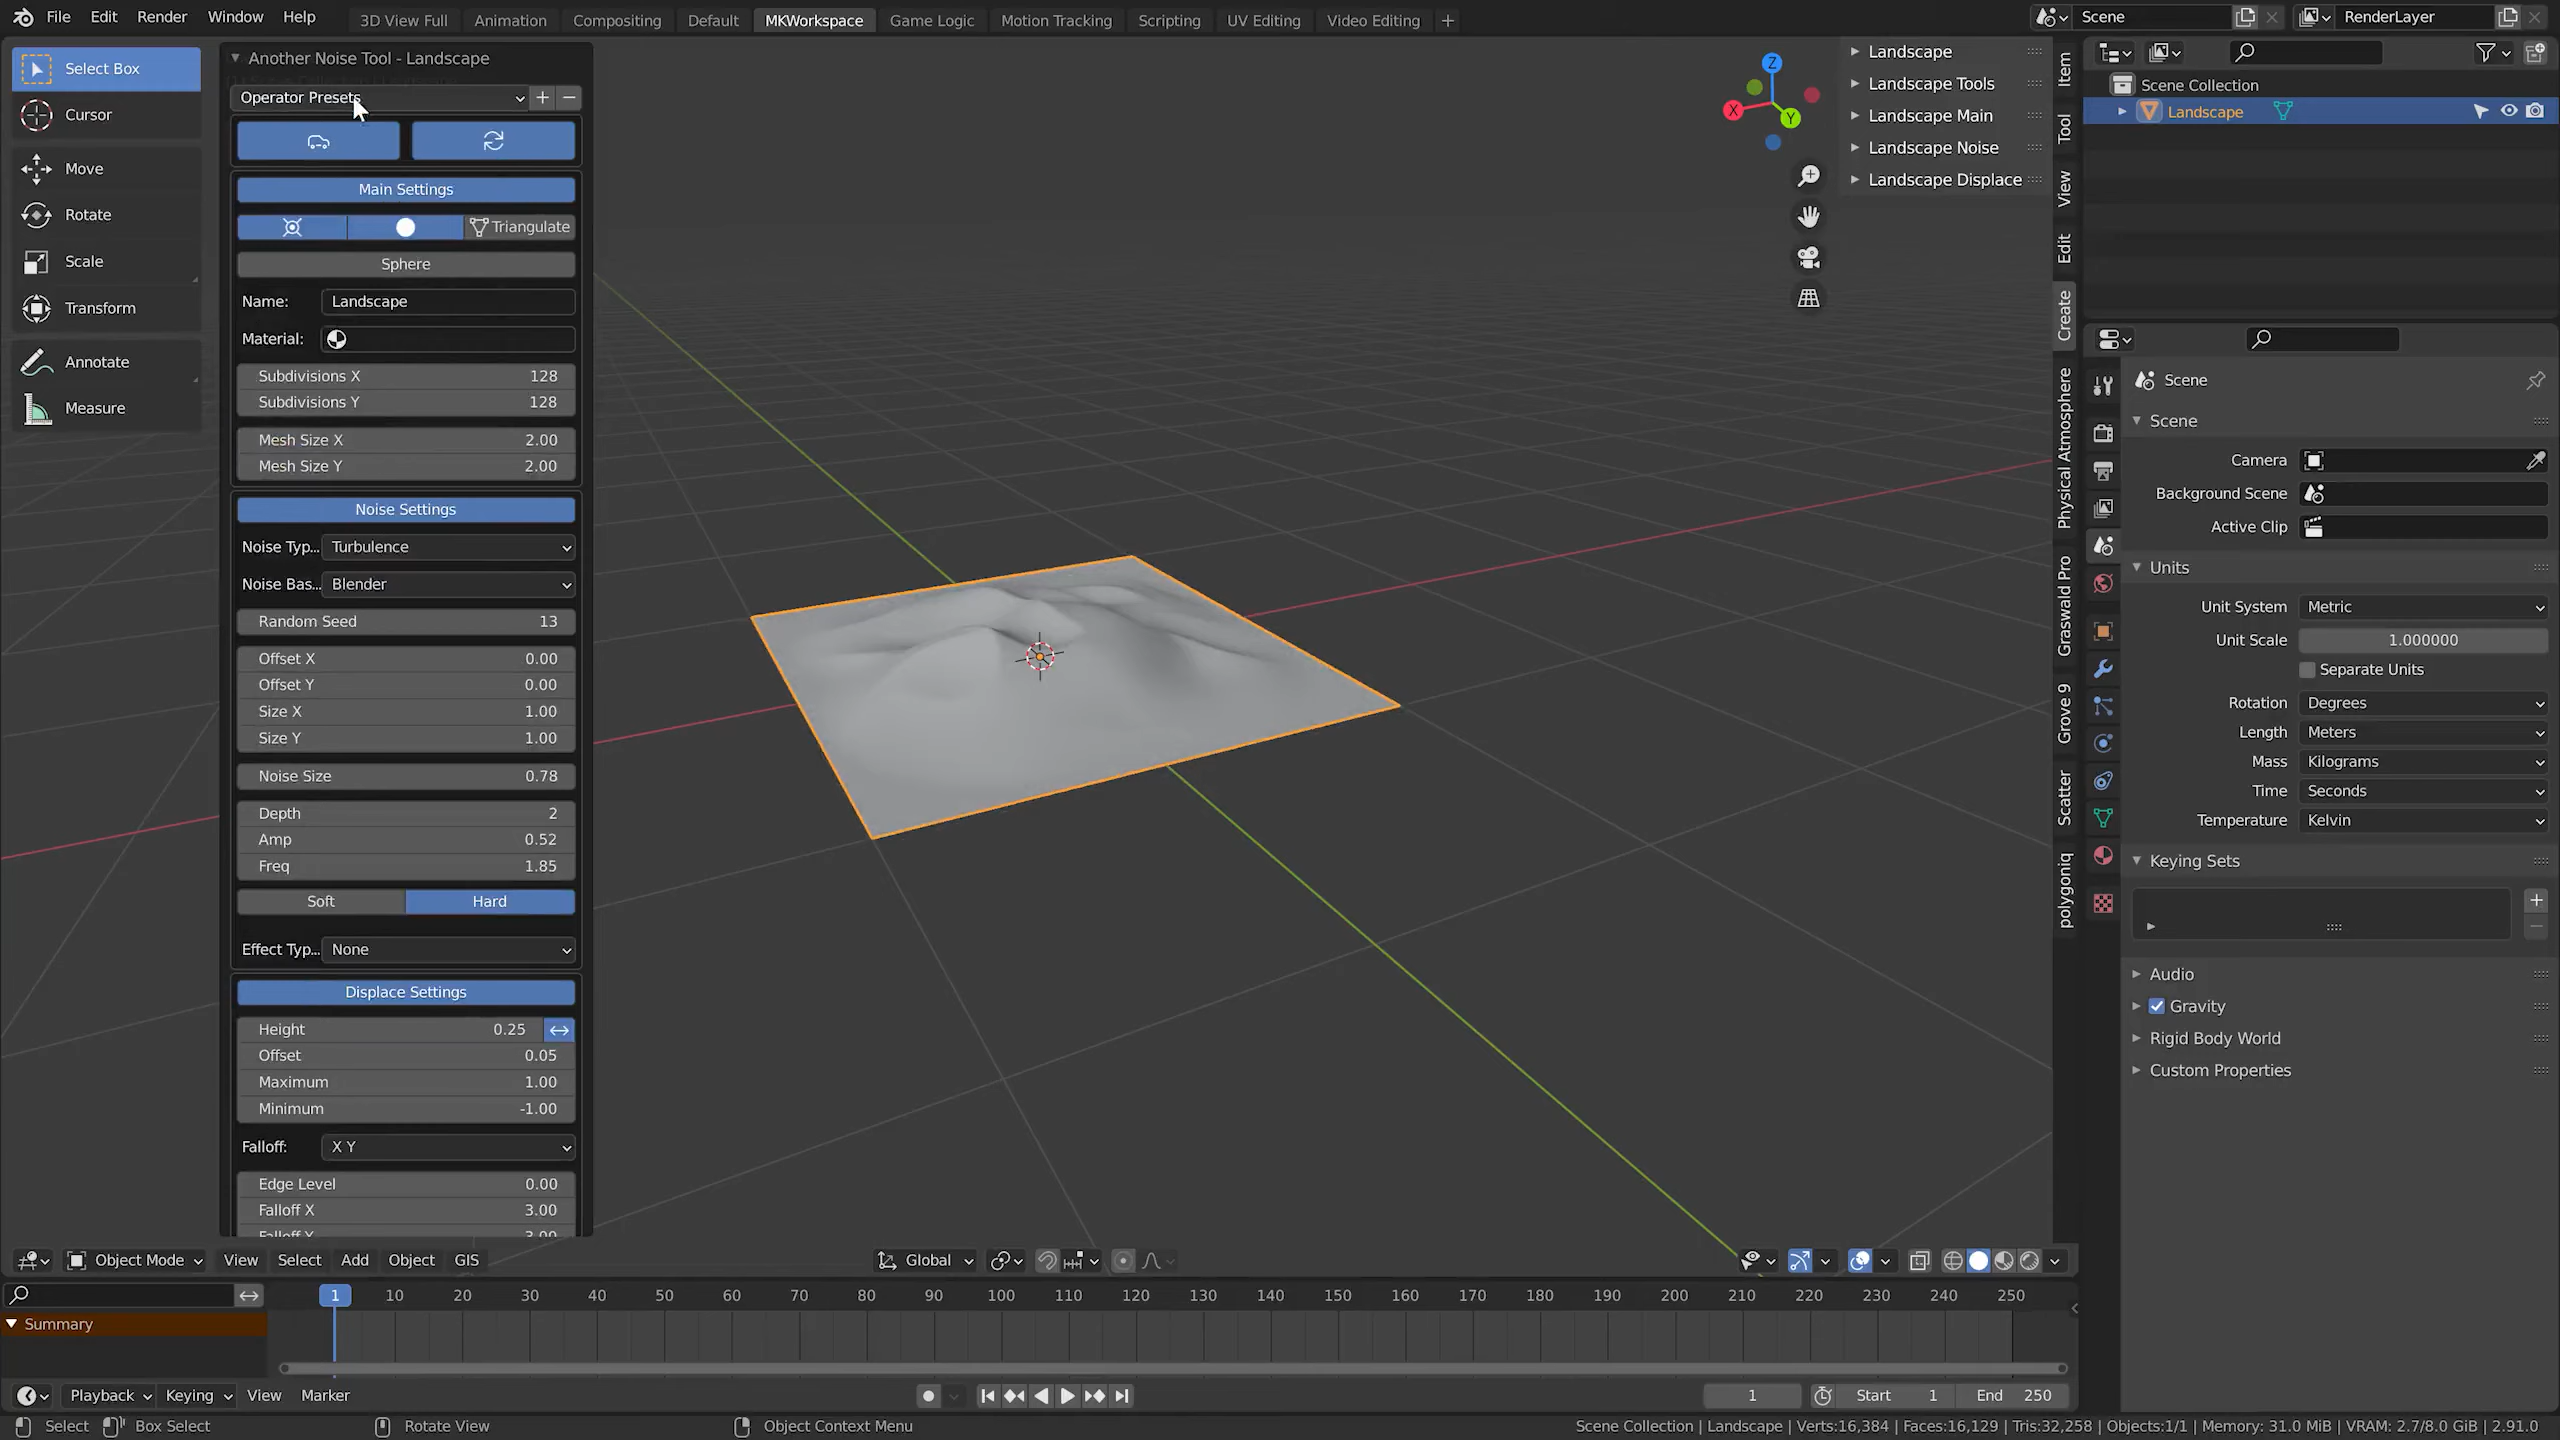 File Edit Render Window Help
3D View Full Animation Compositing Default MKWorkspace Game Logic Motion Tracking Scripting UV Editing Video Editing +
Scene
RenderLayer
Select Box
Cursor
Move
Rotate
Scale
Transform
Annotate
Measure
Another Noise Tool - Landscape
Operator Presets
Main Settings
Triangulate
Sphere
Name: Landscape
Material:
Subdivisions X 128
Subdivisions Y 128
Mesh Size X 2.00
Mesh Size Y 2.00
Noise Settings
Noise Typ... Turbulence
Noise Bas... Blender
Random Seed 13
Offset X 0.00
Offset Y 0.00
Size X 1.00
Size Y 1.00
Noise Size 0.78
Depth 2
Amp 0.52
Freq 1.85
Soft Hard
Effect Typ... None
Displace Settings
Height 0.25
Offset 0.05
Maximum 1.00
Minimum -1.00
Falloff: X Y
Edge Level 0.00
Falloff X 3.00
Falloff Y 3.00
X Y Z
Landscape
Landscape Tools
Landscape Main
Landscape Noise
Landscape Displace
Item
Tool
View
Edit
Create
Physical Atmosphere
Graswald Pro
Grove 9
Scatter
polygoniq
Scene Collection
Landscape
Scene
Scene
Camera
Background Scene
Active Clip
Units
Unit System Metric
Unit Scale 1.000000
Separate Units
Rotation Degrees
Length Meters
Mass Kilograms
Time Seconds
Temperature Kelvin
Keying Sets
Audio
Gravity
Rigid Body World
Custom Properties
Object Mode View Select Add Object GIS
Global
1 10 20 30 40 50 60 70 80 90 100 110 120 130 140 150 160 170 180 190 200 210 220 230 240 250
Summary
Playback Keying View Marker
1 Start 1 End 250
Select Box Select Rotate View Object Context Menu
Scene Collection | Landscape | Verts:16,384 | Faces:16,129 | Tris:32,258 | Objects:1/1 | Memory: 31.0 MiB | VRAM: 2.7/8.0 GiB | 2.91.0